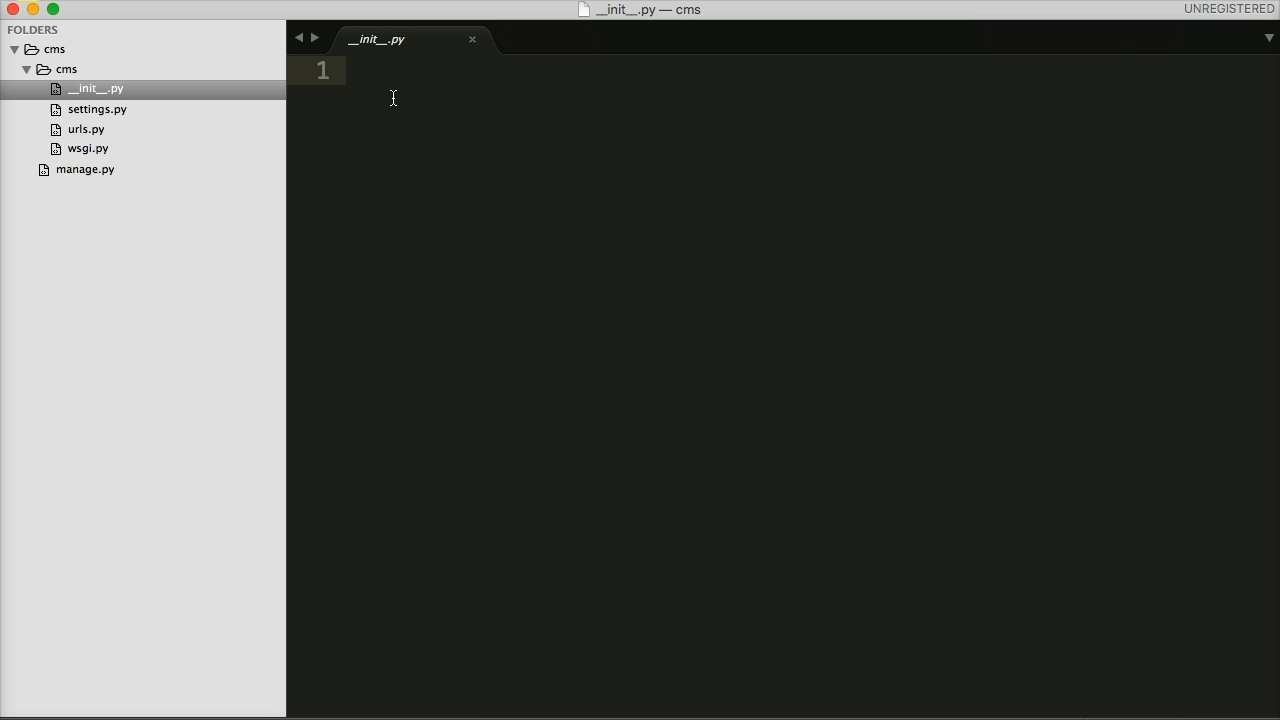 __init__.py — cms
UNREGISTERED
FOLDERS
cms
cms
__init__.py
settings.py
urls.py
wsgi.py
manage.py
__init__.py
1